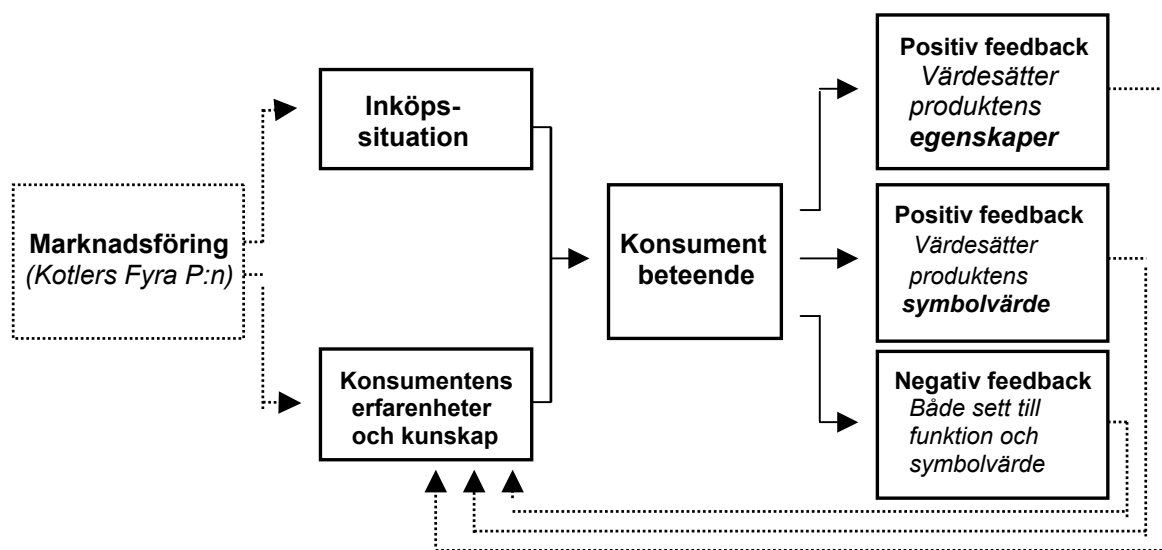 Marknadsföring
(Kotlers Fyra P:n)
Inköps-
situation
Konsumentens
erfarenheter
och kunskap
Konsument
beteende
Positiv feedback
Värdesätter
produktens
egenskaper
Positiv feedback
Värdesätter
produktens
symbolvärde
Negativ feedback
Både sett till
funktion och
symbolvärde